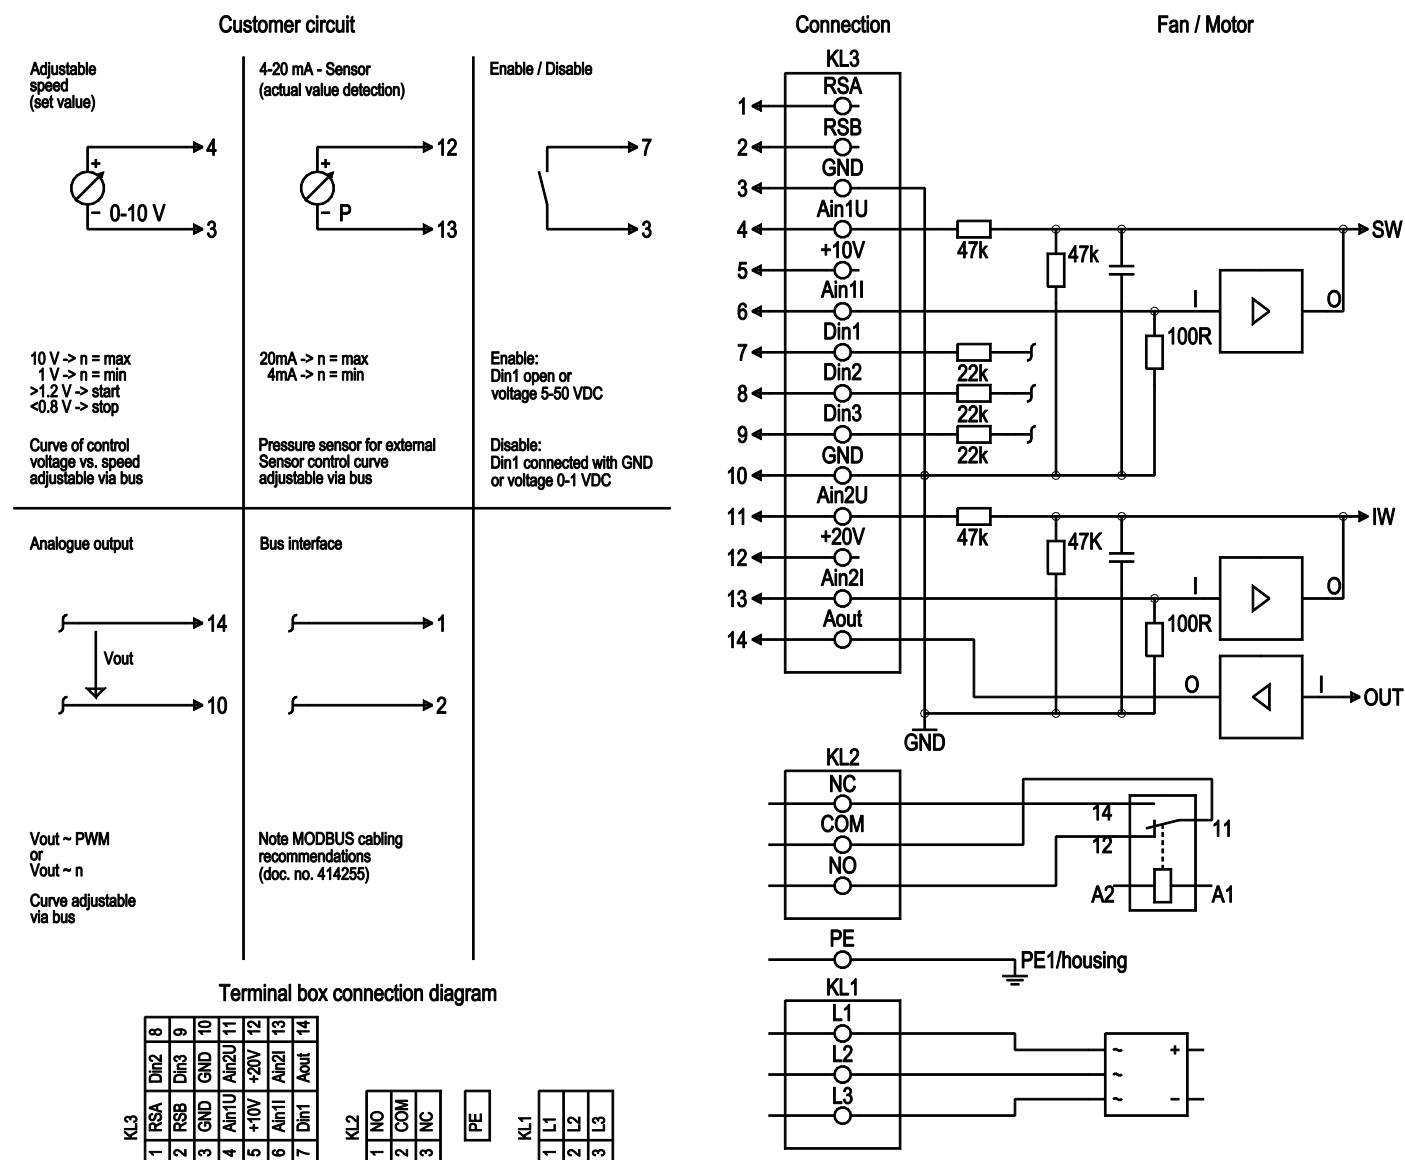 Customer circuit
Connection
Fan / Motor
Adjustable
speed
(set value)
4
+
−
0-10 V
3
10 V -> n = max
1 V -> n = min
>1.2 V -> start
<0.8 V -> stop
Curve of control
voltage vs. speed
adjustable via bus
4-20 mA - Sensor
(actual value detection)
12
+
−
P
13
20mA -> n = max
4mA -> n = min
Pressure sensor for external
Sensor control curve
adjustable via bus
Enable / Disable
7
3
Enable:
Din1 open or
voltage 5-50 VDC
Disable:
Din1 connected with GND
or voltage 0-1 VDC
Analogue output
14
Vout
10
Vout ~ PWM
or
Vout ~ n
Curve adjustable
via bus
Bus interface
1
2
Note MODBUS cabling
recommendations
(doc. no. 414255)
KL3
RSA
1
RSB
2
GND
3
Ain1U
4
47k
47k
SW
+10V
5
Ain1I
6
I
O
100R
Din1
7
22k
Din2
8
22k
Din3
9
22k
GND
10
Ain2U
11
47k
47K
IW
+20V
12
Ain2I
13
I
O
100R
Aout
14
O
I
OUT
GND
KL2
NC
14
COM
11
12
NO
A2
A1
PE
PE1/housing
KL1
L1
~
+
L2
~
L3
~
−
Terminal box connection diagram
KL3
8 9 10 11 12 13 14
Din2 Din3 GND Ain2U +20V Ain2I Aout
RSA RSB GND Ain1U +10V Ain1I Din1
1 2 3 4 5 6 7
KL2
NO COM NC
1 2 3
PE
KL1
L1 L2 L3
1 2 3